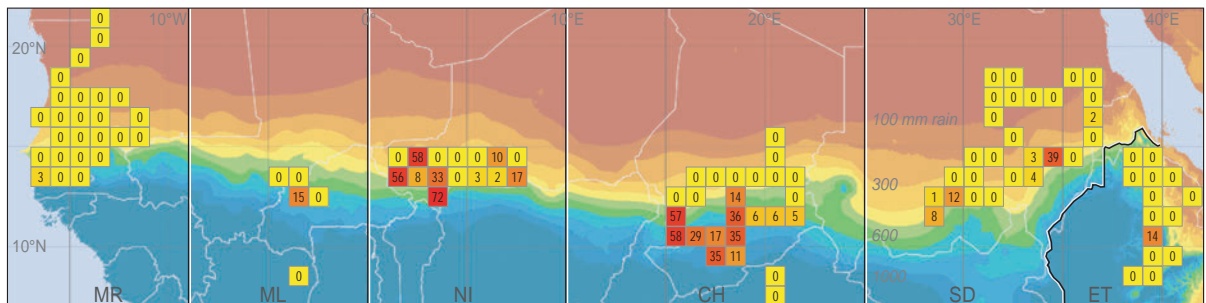 10°W 0° 10°E 20°E 30°E 40°E
0
0
20°N 0
0 0 0 0 0
0 0 0 0 0 0 0 0 0
0 0 0 0 0 100 mm rain 0 2
0 0 0 0 0 0 0 0
0 0 0 0 0 58 0 0 0 10 0 0 0 0 3 39 0 0 0
3 0 0 0 0 56 8 33 0 3 2 17 0 0 0 0 0 0 300 0 0 0 4 0 0
15 0 72 0 0 14 0 1 12 0 0 0 0
57 36 6 6 5 8 0 0
58 29 17 35 600 14
10°N 35 11 0 0
0 0 1000 0 0
MR ML NI CH 0 SD ET